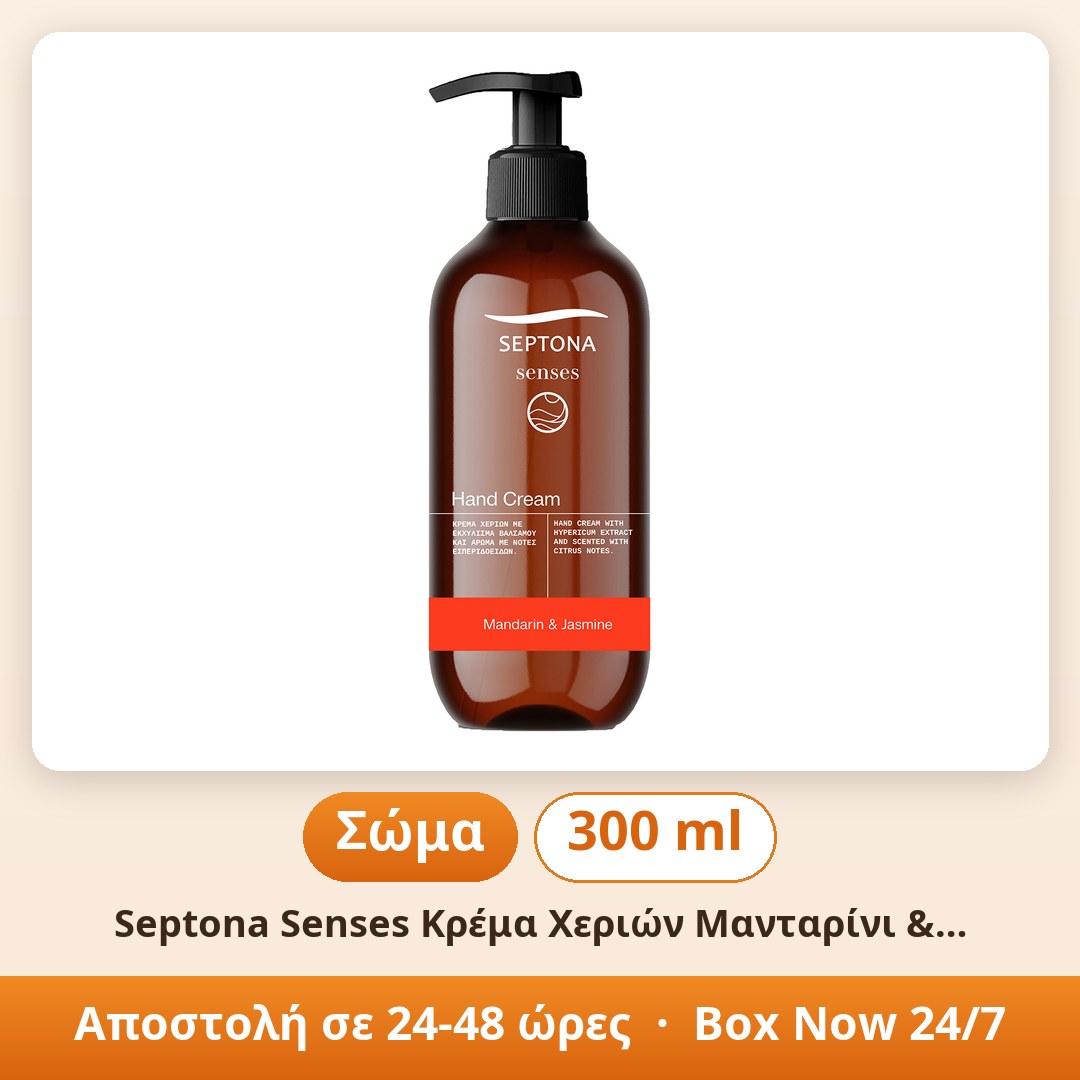 SEPTONA
senses
Hand Cream
ΚΡΕΜΑ ΧΕΡΙΩΝ ΜΕ
ΕΚΧΥΛΙΣΜΑ ΒΑΛΣΑΜΟΥ
ΚΑΙ ΑΡΩΜΑ ΜΕ ΝΟΤΕΣ
ΕΣΠΕΡΙΔΟΕΙΔΩΝ.
HAND CREAM WITH
HYPERICUM EXTRACT
AND SCENTED WITH
CITRUS NOTES.
Mandarin & Jasmine
Σώμα
300 ml
Septona Senses Κρέμα Χεριών Μανταρίνι &...
Αποστολή σε 24-48 ώρες · Box Now 24/7